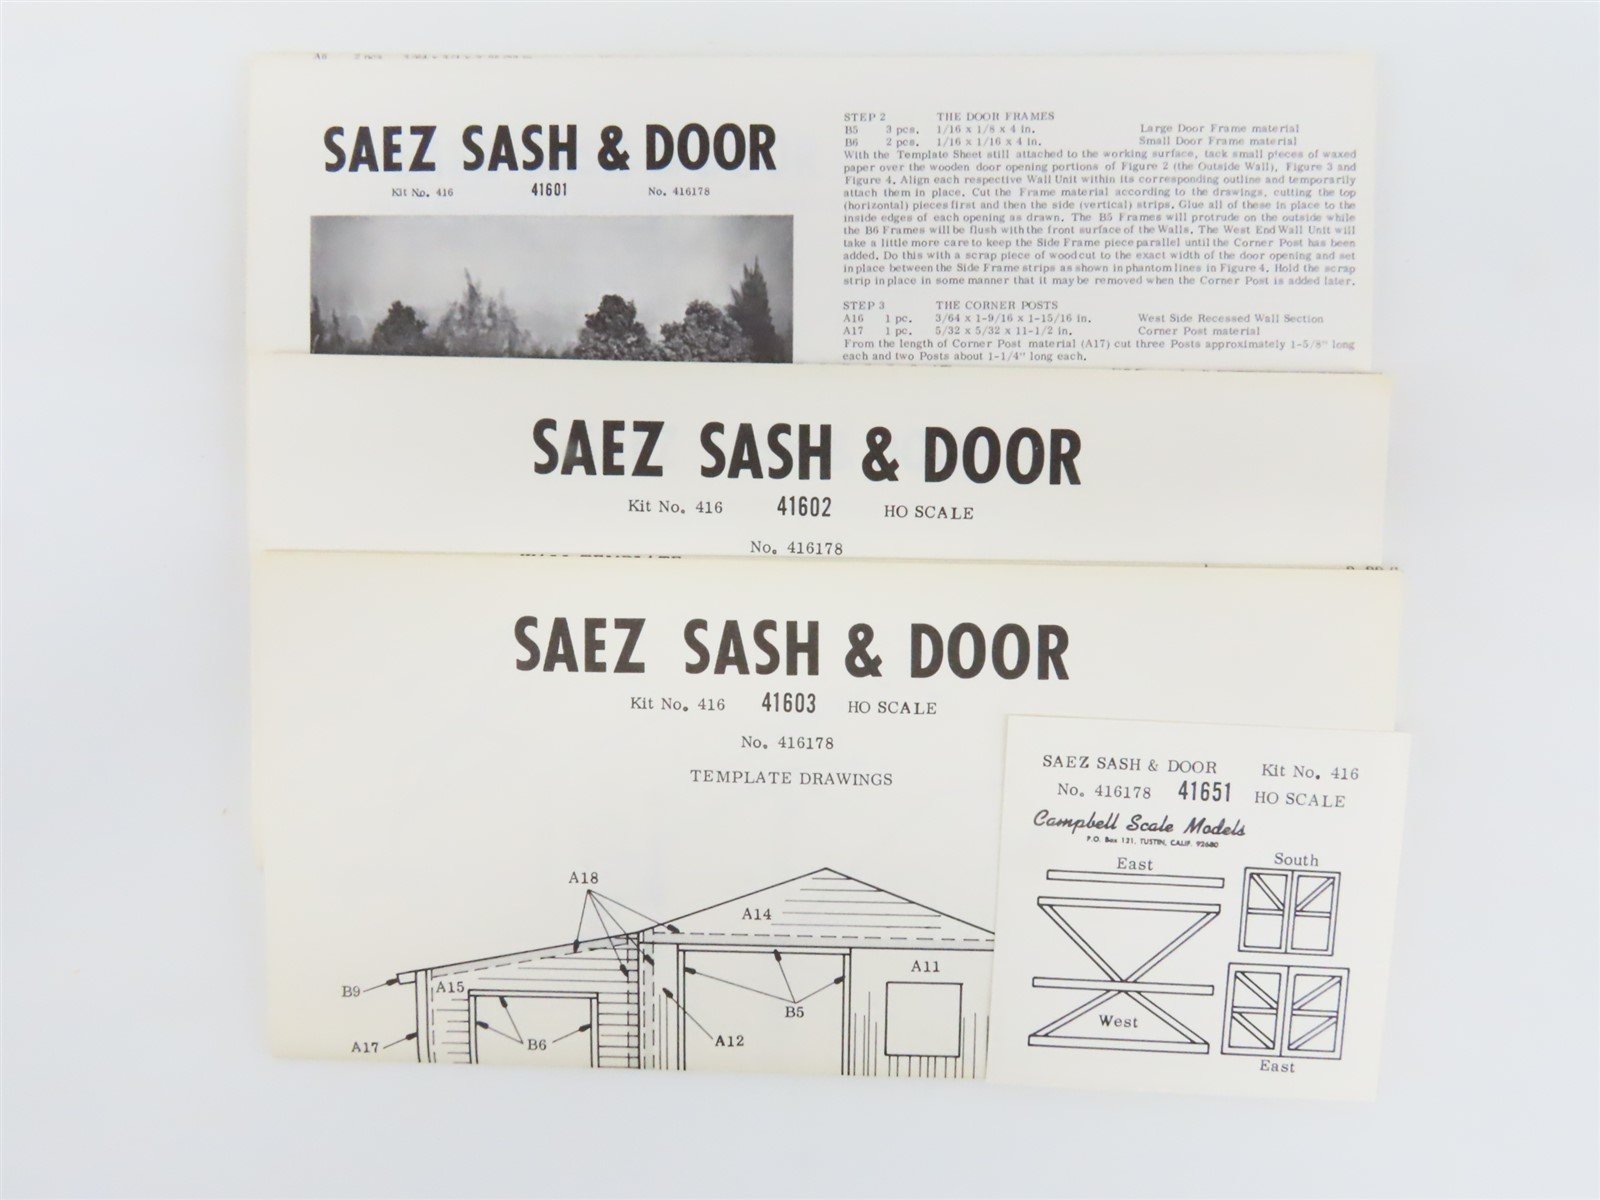 SAEZ SASH & DOOR
Kit No. 416 41601 No. 416178
STEP 2 THE DOOR FRAMES
B5 3 pcs. 1/16 x 1/8 x 4 in. Large Door Frame material
B6 2 pcs. 1/16 x 1/16 x 4 in. Small Door Frame material
With the Template Sheet still attached to the working surface, tack small pieces of waxed
paper over the wooden door opening portions of Figure 2 (the Outside Wall), Figure 3 and
Figure 4. Align each respective Wall Unit within its corresponding outline and temporarily
attach them in place. Cut the Frame material according to the drawings, cutting the top
(horizontal) pieces first and then the side (vertical) strips. Glue all of these in place to the
inside edges of each opening as drawn. The B5 Frames will protrude on the outside while
the B6 Frames will be flush with the front surface of the Walls. The West End Wall Unit will
take a little more care to keep the Side Frame piece parallel until the Corner Post has been
added. Do this with a scrap piece of wood cut to the exact width of the door opening and set
in place between the Side Frame strips as shown in phantom lines in Figure 4. Hold the scrap
strip in place in some manner that it may be removed when the Corner Post is added later.
STEP 3 THE CORNER POSTS
A16 1 pc. 3/64 x 1-9/16 x 1-15/16 in. West Side Recessed Wall Section
A17 1 pc. 5/32 x 5/32 x 11-1/2 in. Corner Post material
From the length of Corner Post material (A17) cut three Posts approximately 1-5/8" long
each and two Posts about 1-1/4" long each.
SAEZ SASH & DOOR
Kit No. 416 41602 HO SCALE
No. 416178
SAEZ SASH & DOOR
Kit No. 416 41603 HO SCALE
No. 416178
TEMPLATE DRAWINGS
A18
A14
A11
B9
A15
B5
B6
A12
A17
SAEZ SASH & DOOR Kit No. 416
No. 416178 41651 HO SCALE
Campbell Scale Models
P.O. Box 121, TUSTIN, CALIF. 92680
East
South
West
East